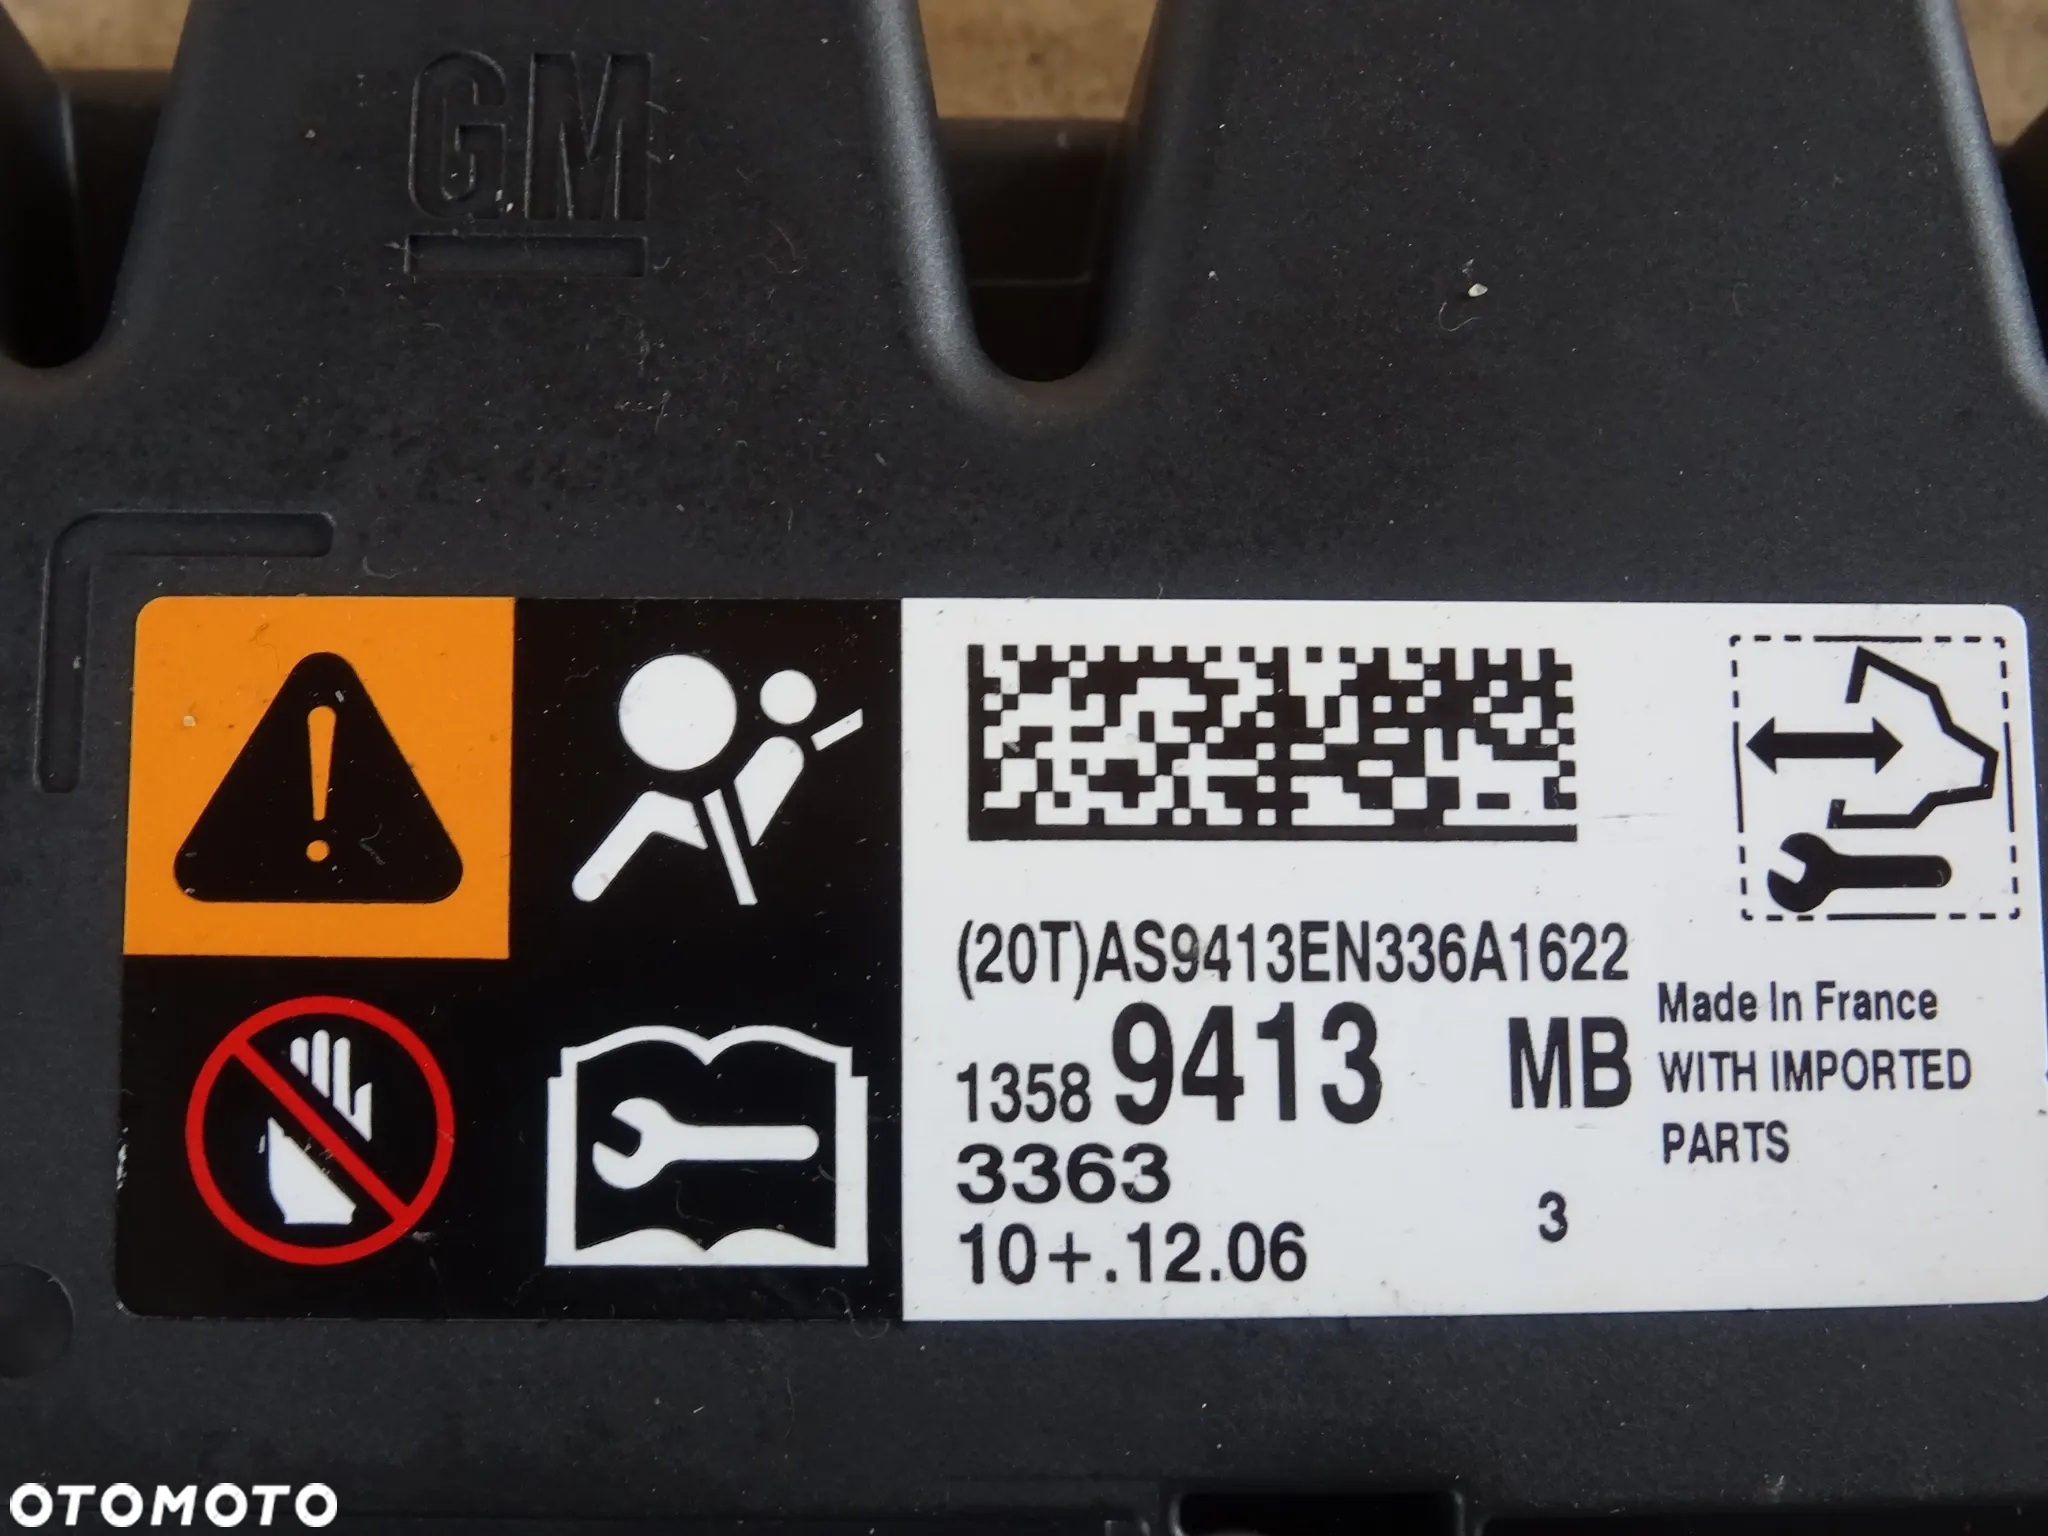 GM
(20T)AS9413EN336A1622
1358 9413 MB
3363
10+.12.06
3
Made In France
WITH IMPORTED
PARTS
OTOMOTO